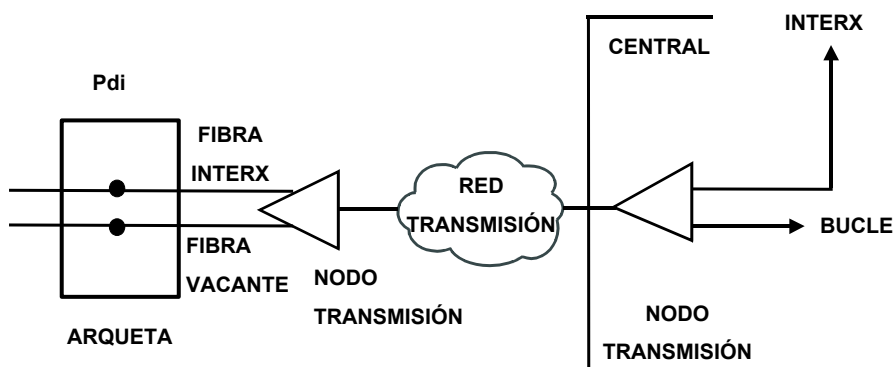 CENTRAL
INTERX
Pdi
FIBRA
INTERX
RED
TRANSMISIÓN
BUCLE
FIBRA
VACANTE
NODO
TRANSMISIÓN
ARQUETA
NODO
TRANSMISIÓN